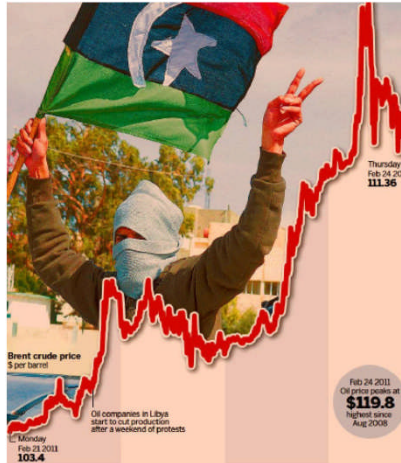 Thursday
Feb 24 20
111.36
Brent crude price
$ per barrel
Feb 24 2011
Oil price peaks at
$119.8
highest since
Aug 2008
Oil companies in Libya
start to cut production
after a weekend of protests
Monday
Feb 21 2011
103.4